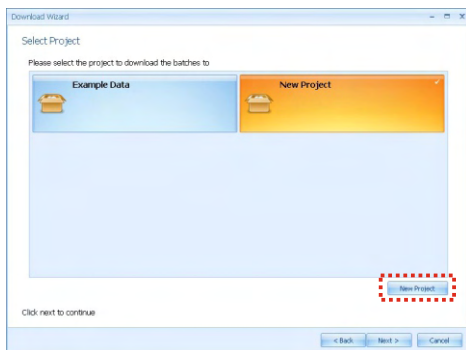 Download Wizard
Select Project
Please select the project to download the batches to
Example Data
New Project
New Project
Click next to continue
< Back
Next >
Cancel